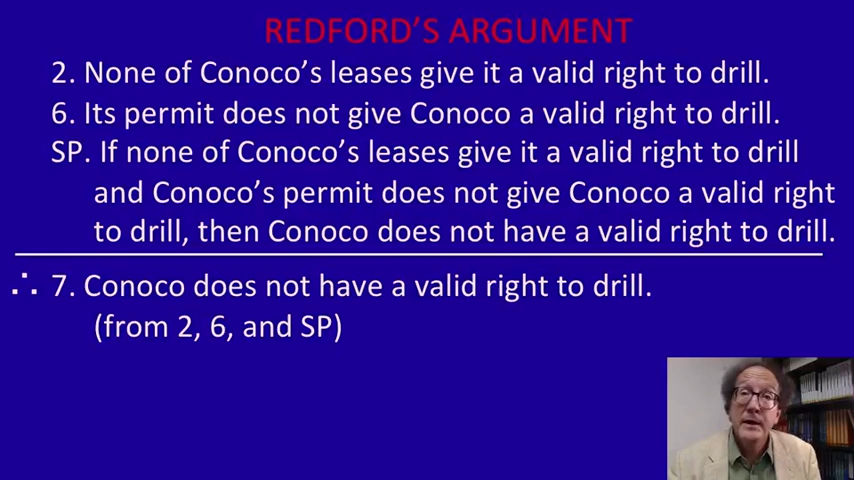 REDFORD'S ARGUMENT
2. None of Conoco's leases give it a valid right to drill.
6. Its permit does not give Conoco a valid right to drill.
SP. If none of Conoco's leases give it a valid right to drill
and Conoco's permit does not give Conoco a valid right
to drill, then Conoco does not have a valid right to drill.
∴ 7. Conoco does not have a valid right to drill.
(from 2, 6, and SP)